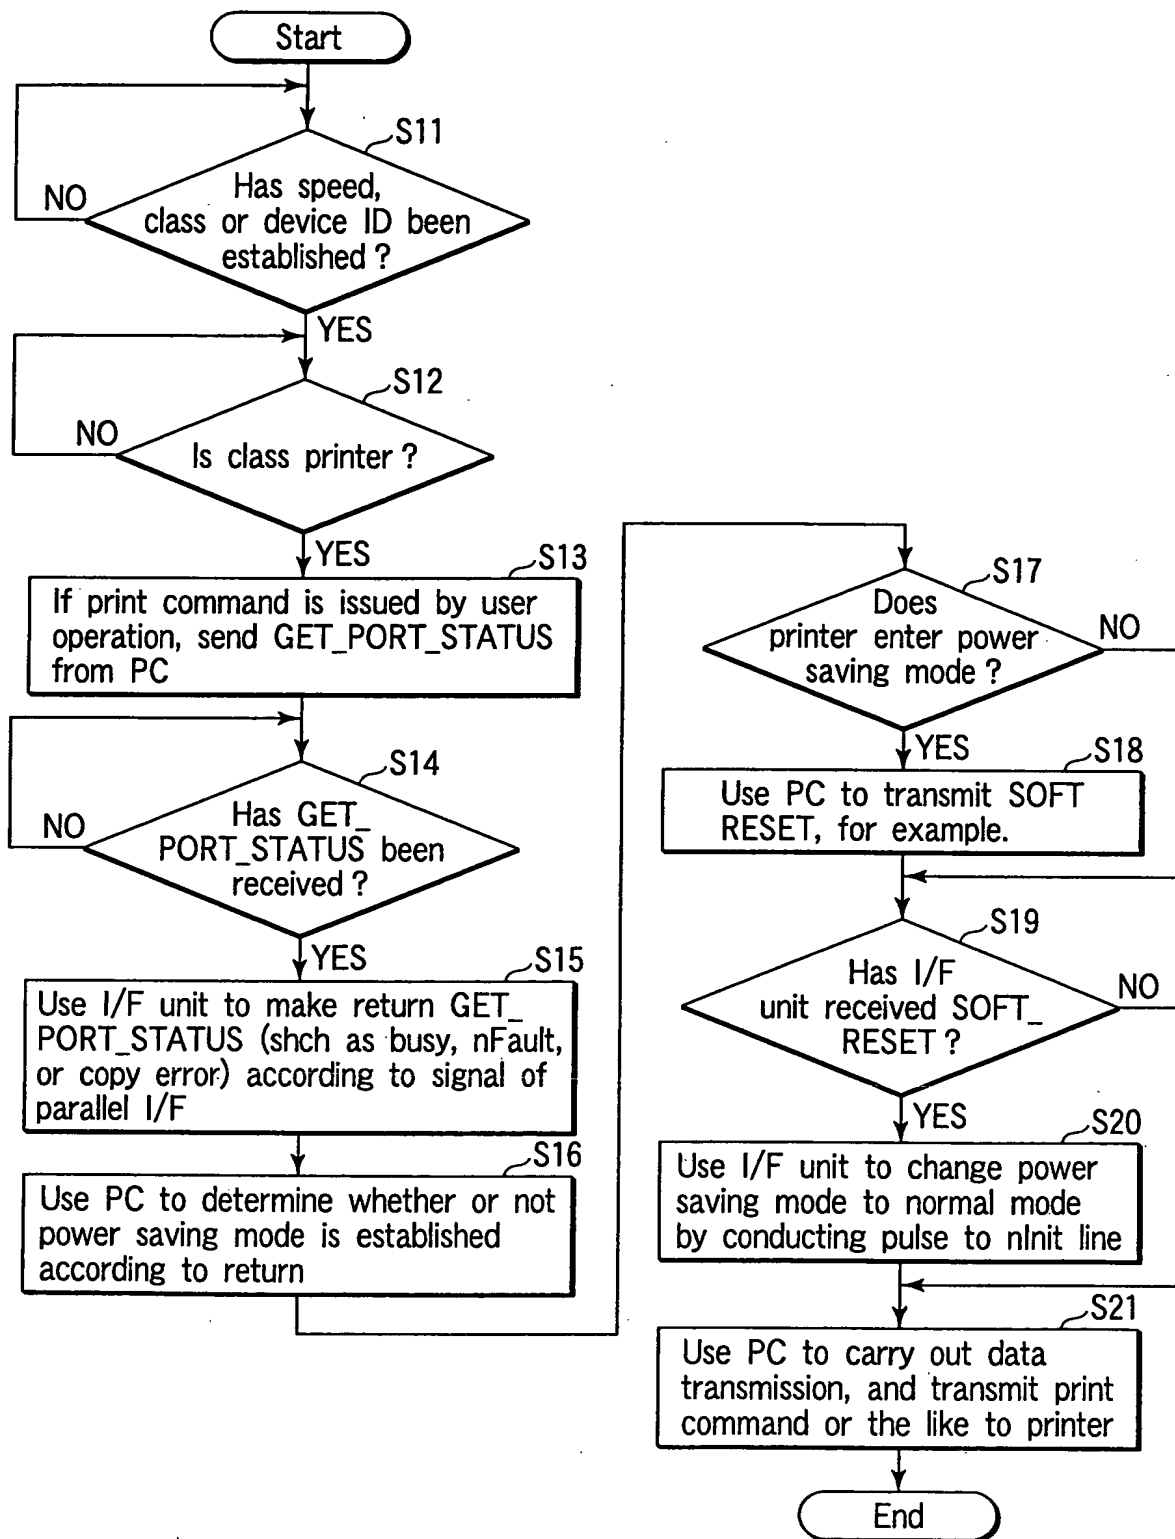 Start
S11
Has speed,
class or device ID been
established ?
NO
YES
S12
Is class printer ?
NO
YES
S13
If print command is issued by user
operation, send GET_PORT_STATUS
from PC
S14
Has GET_
PORT_STATUS been
received ?
NO
YES
S15
Use I/F unit to make return GET_
PORT_STATUS (shch as busy, nFault,
or copy error) according to signal of
parallel I/F
S16
Use PC to determine whether or not
power saving mode is established
according to return
S17
Does
printer enter power
saving mode ?
NO
YES
S18
Use PC to transmit SOFT
RESET, for example.
S19
Has I/F
unit received SOFT_
RESET ?
NO
YES
S20
Use I/F unit to change power
saving mode to normal mode
by conducting pulse to nInit line
S21
Use PC to carry out data
transmission, and transmit print
command or the like to printer
End